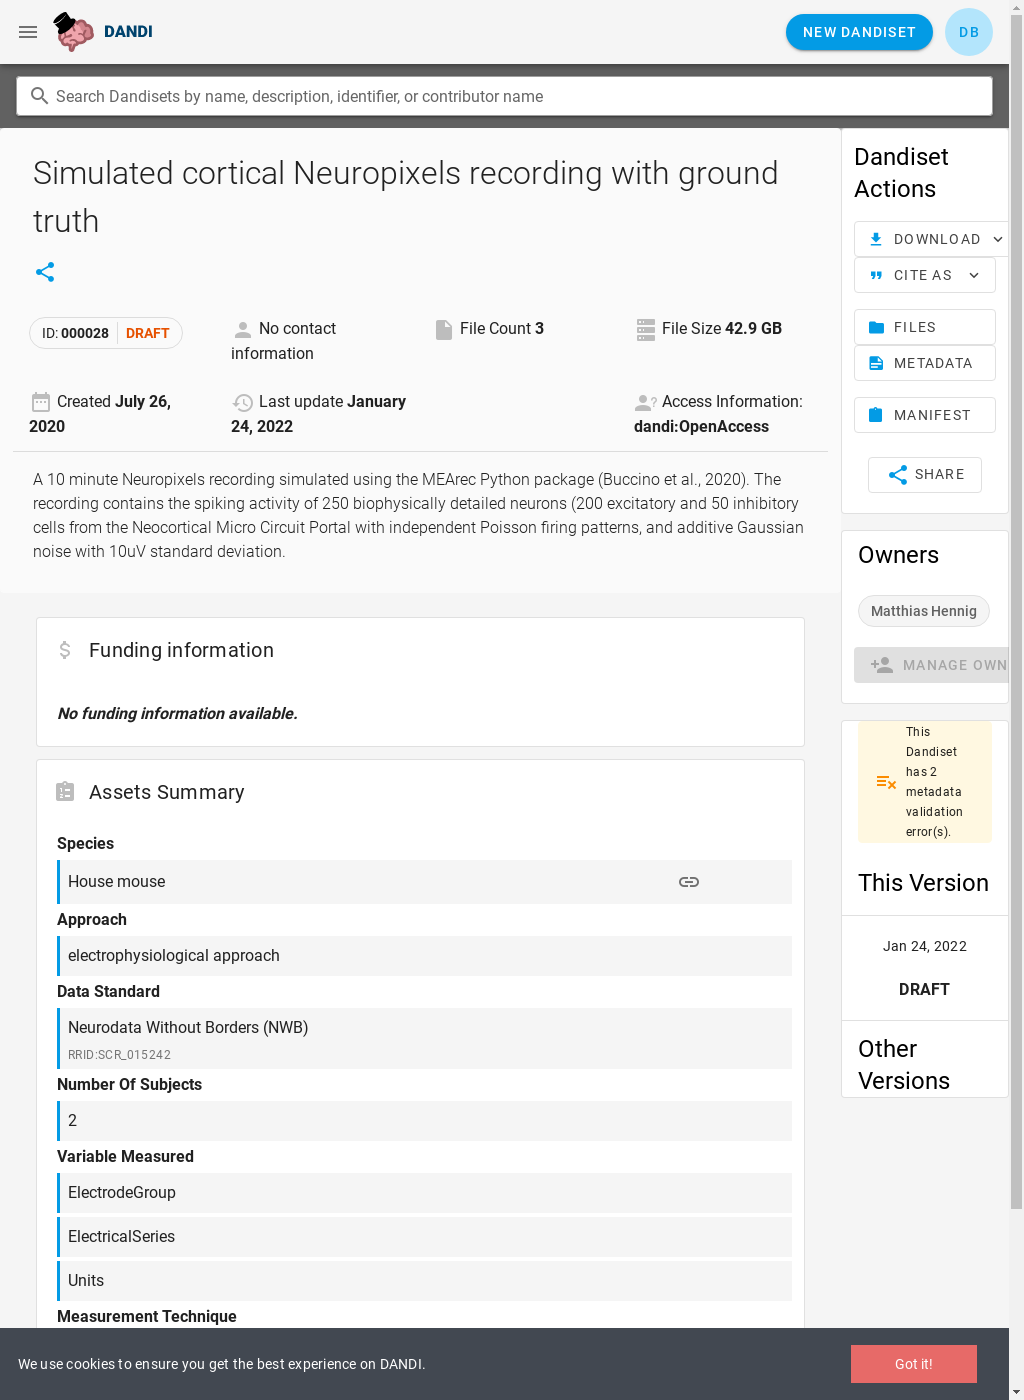 DANDI
NEW DANDISET
DB
Search Dandisets by name, description, identifier, or contributor name
Simulated cortical Neuropixels recording with ground
truth
ID: 000028 DRAFT
No contact
information
File Count 3
File Size 42.9 GB
Created July 26,
2020
Last update January
24, 2022
Access Information:
dandi:OpenAccess
A 10 minute Neuropixels recording simulated using the MEArec Python package (Buccino et al., 2020). The
recording contains the spiking activity of 250 biophysically detailed neurons (200 excitatory and 50 inhibitory
cells from the Neocortical Micro Circuit Portal with independent Poisson firing patterns, and additive Gaussian
noise with 10uV standard deviation.
Funding information
No funding information available.
Assets Summary
Species
House mouse
Approach
electrophysiological approach
Data Standard
Neurodata Without Borders (NWB)
RRID:SCR_015242
Number Of Subjects
2
Variable Measured
ElectrodeGroup
ElectricalSeries
Units
Measurement Technique
Dandiset
Actions
DOWNLOAD
CITE AS
FILES
METADATA
MANIFEST
SHARE
Owners
Matthias Hennig
MANAGE OWN
This
Dandiset
has 2
metadata
validation
error(s).
This Version
Jan 24, 2022
DRAFT
Other
Versions
We use cookies to ensure you get the best experience on DANDI.
Got it!